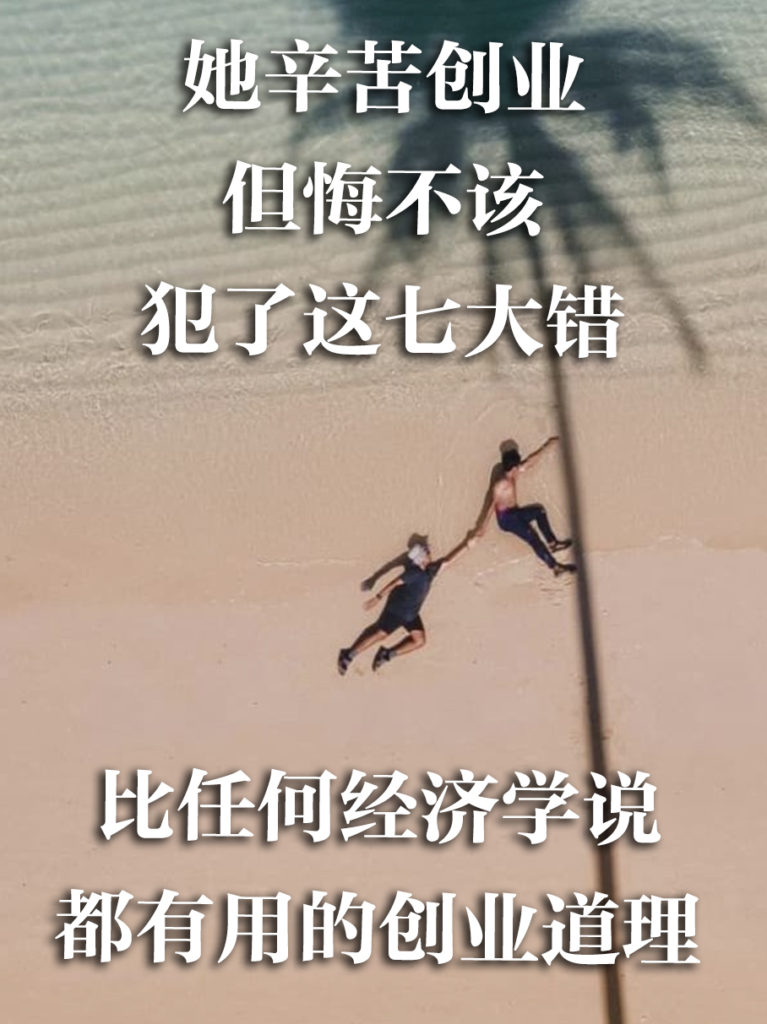 她辛苦创业
但悔不该
犯了这七大错
比任何经济学说
都有用的创业道理